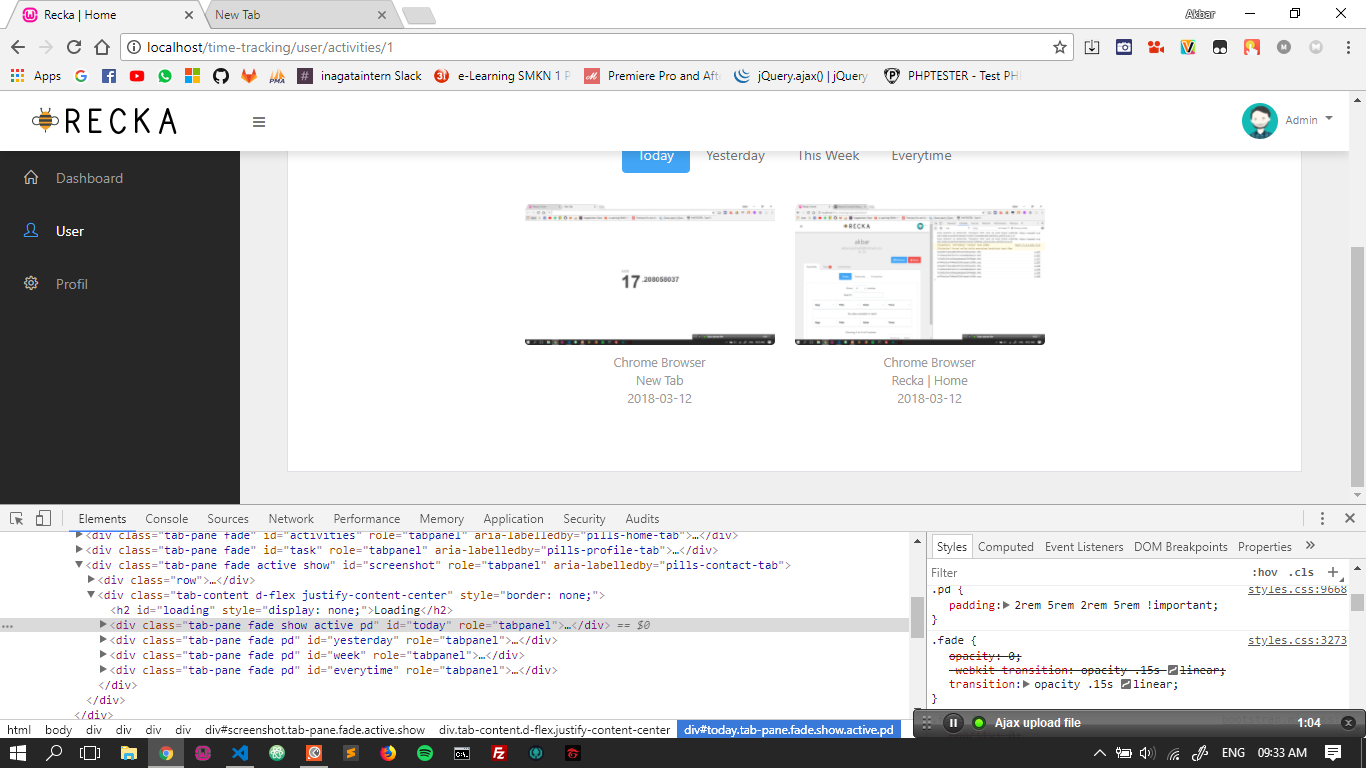 Recka | Home
New Tab
Akbar
localhost/time-tracking/user/activities/1
Apps
inagataintern Slack
e-Learning SMKN 1 P
Premiere Pro and Aft
jQuery.ajax() | jQuery
PHPTESTER - Test PH
RECKA
Admin
Dashboard
User
Profil
Today Yesterday This Week Everytime
17 .208058037
RECKA
akbar
Chrome Browser
New Tab
2018-03-12
Chrome Browser
Recka | Home
2018-03-12
Elements Console Sources Network Performance Memory Application Security Audits
<div class="tab-pane fade" id="activities" role="tabpanel" aria-labelledby="pills-home-tab">…</div>
<div class="tab-pane fade" id="task" role="tabpanel" aria-labelledby="pills-profile-tab">…</div>
<div class="tab-pane fade active show" id="screenshot" role="tabpanel" aria-labelledby="pills-contact-tab">
<div class="row">…</div>
<div class="tab-content d-flex justify-content-center" style="border: none;">
<h2 id="loading" style="display: none;">Loading</h2>
<div class="tab-pane fade show active pd" id="today" role="tabpanel">…</div> == $0
<div class="tab-pane fade pd" id="yesterday" role="tabpanel">…</div>
<div class="tab-pane fade pd" id="week" role="tabpanel">…</div>
<div class="tab-pane fade pd" id="everytime" role="tabpanel">…</div>
</div>
</div>
</div>
html body div div div div div#screenshot.tab-pane.fade.active.show div.tab-content.d-flex.justify-content-center div#today.tab-pane.fade.show.active.pd
Styles Computed Event Listeners DOM Breakpoints Properties »
Filter :hov .cls +
.pd { styles.css:9668
padding: 2rem 5rem 2rem 5rem !important;
}
.fade { styles.css:3273
opacity: 0;
-webkit-transition: opacity .15s linear;
transition: opacity .15s linear;
}
Ajax upload file 1:04
ENG 09:33 AM